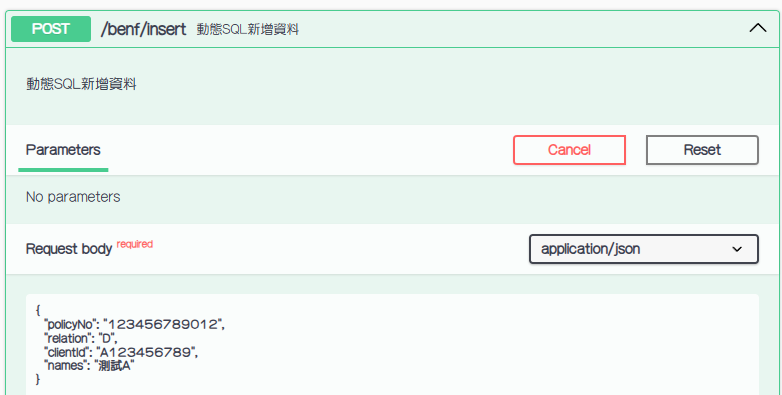 POST /benf/insert 動態SQL新增資料
動態SQL新增資料
Parameters Cancel Reset
No parameters
Request body required application/json
{
"policyNo": "123456789012",
"relation": "D",
"clientId": "A123456789",
"names": "測試A"
}